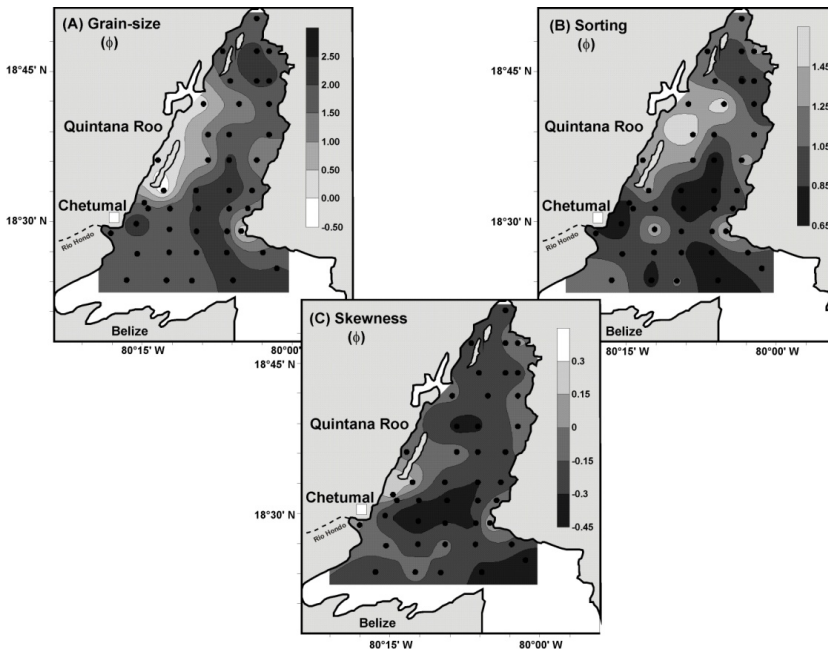 (A) Grain-size
(ϕ)
18°45' N
Quintana Roo
Chetumal
18°30' N
Rio Hondo
Belize
80°15' W
80°00' W
2.50
2.00
1.50
1.00
0.50
0.00
-0.50
(B) Sorting
(ϕ)
18°45' N
Quintana Roo
Chetumal
18°30' N
Rio Hondo
Belize
80°15' W
80°00' W
1.45
1.25
1.05
0.85
0.65
(C) Skewness
(ϕ)
18°45' N
Quintana Roo
Chetumal
18°30' N
Rio Hondo
Belize
80°15' W
80°00' W
0.3
0.15
0
-0.15
-0.3
-0.45